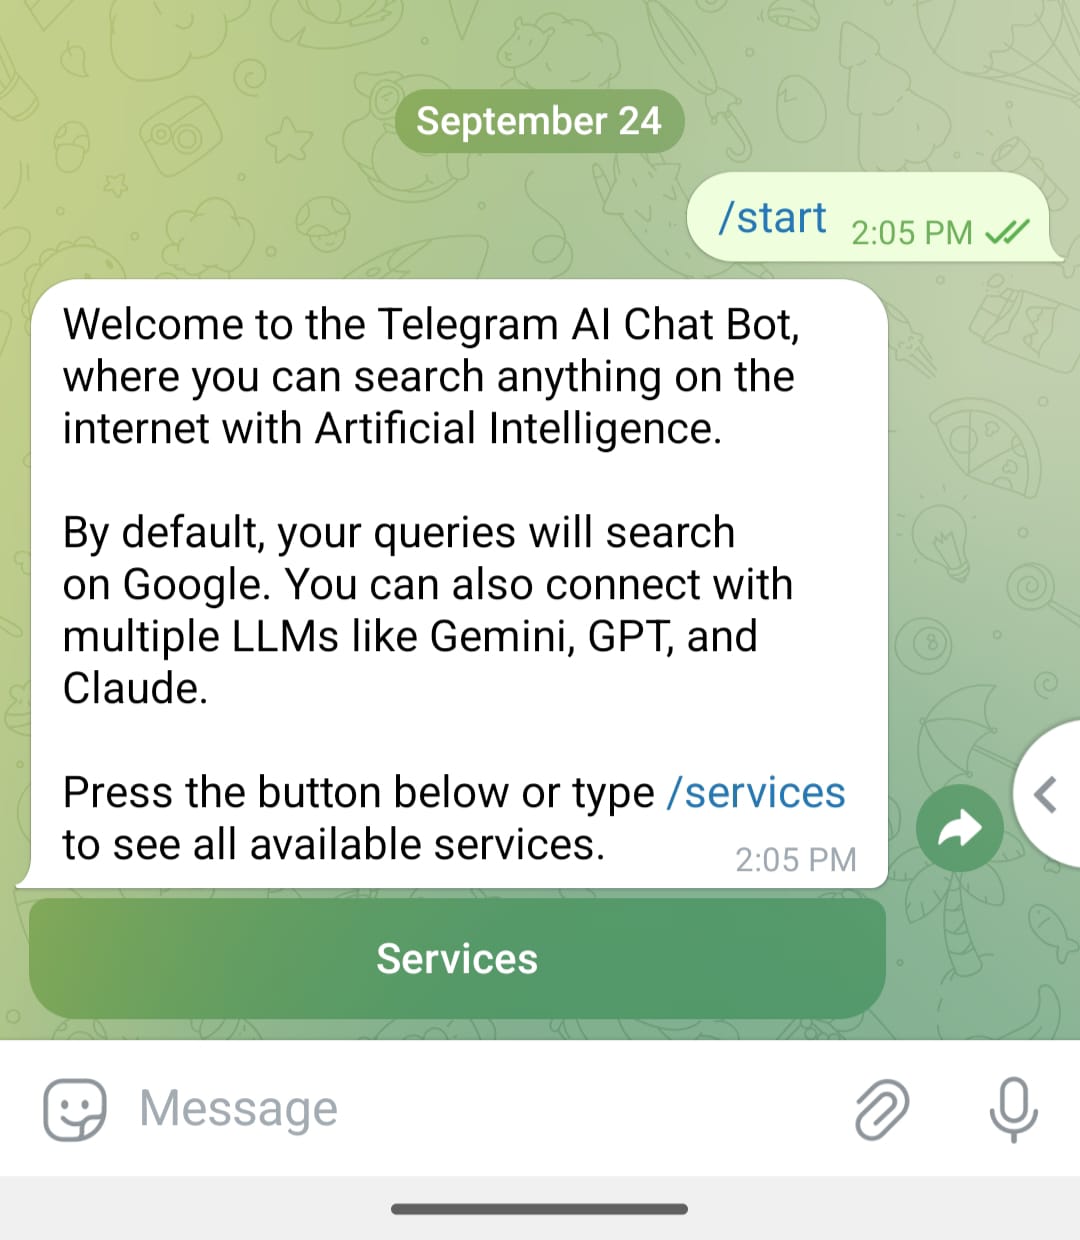 September 24
/start 2:05 PM
Welcome to the Telegram AI Chat Bot,
where you can search anything on the
internet with Artificial Intelligence.
By default, your queries will search
on Google. You can also connect with
multiple LLMs like Gemini, GPT, and
Claude.
Press the button below or type /services
to see all available services.
2:05 PM
Services
Message